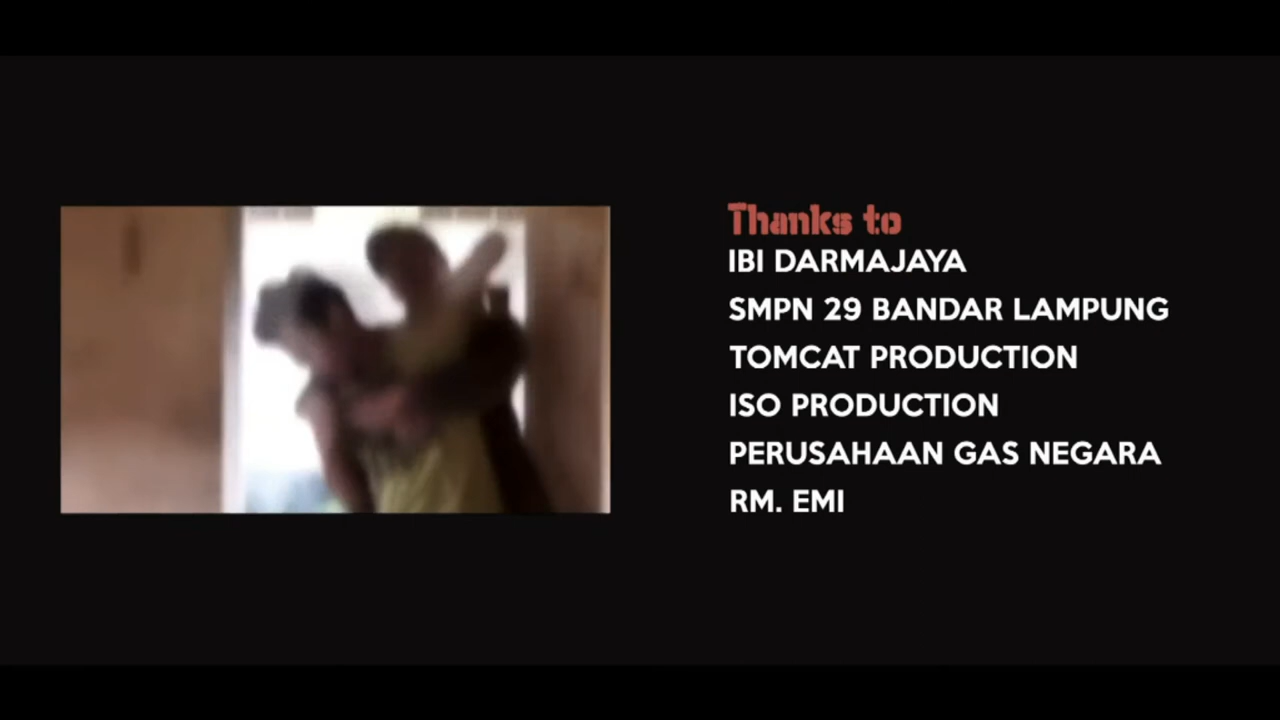 Thanks to
IBI DARMAJAYA
SMPN 29 BANDAR LAMPUNG
TOMCAT PRODUCTION
ISO PRODUCTION
PERUSAHAAN GAS NEGARA
RM. EMI